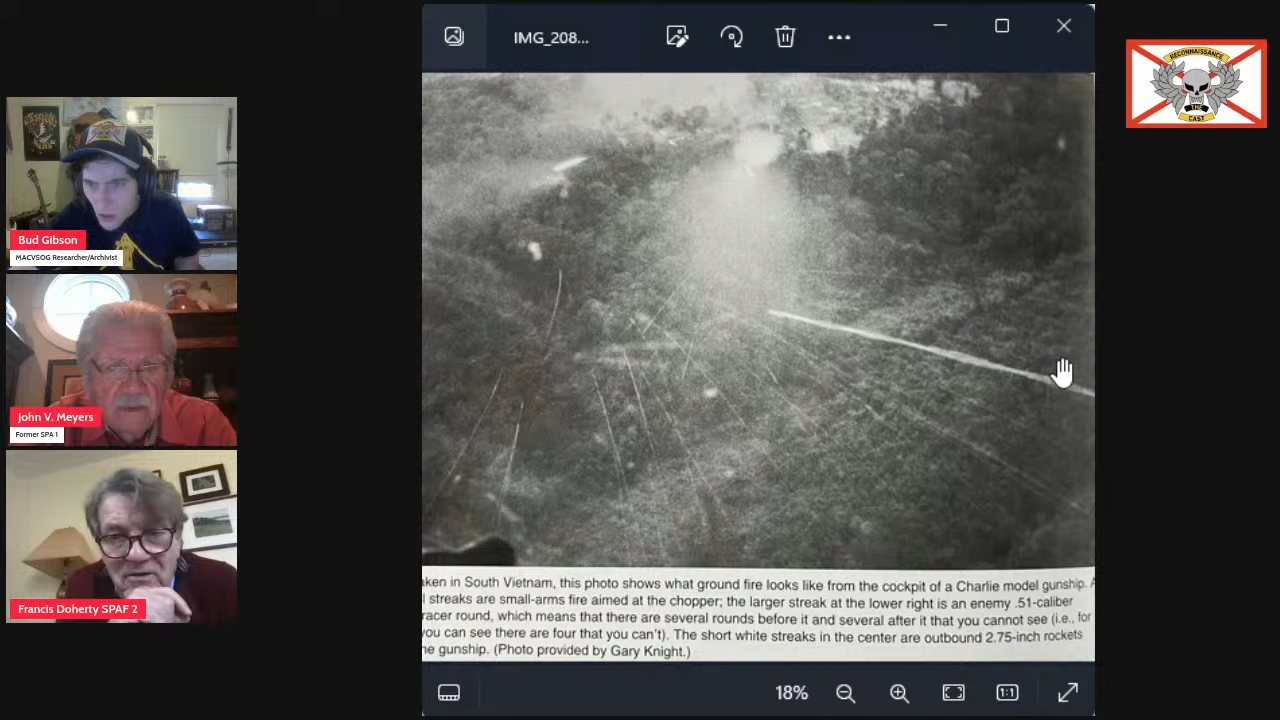 IMG_208...
RECONNAISSANCE
THE
CAST
Bud Gibson
MACVSOG Researcher/Archivist
John V. Meyers
Former SPA 1
Francis Doherty SPAF 2
aken in South Vietnam, this photo shows what ground fire looks like from the cockpit of a Charlie model gunship. A
l streaks are small-arms fire aimed at the chopper; the larger streak at the lower right is an enemy .51-caliber
racer round, which means that there are several rounds before it and several after it that you cannot see (i.e., for
you can see there are four that you can't). The short white streaks in the center are outbound 2.75-inch rockets
he gunship. (Photo provided by Gary Knight.)
18%
1:1